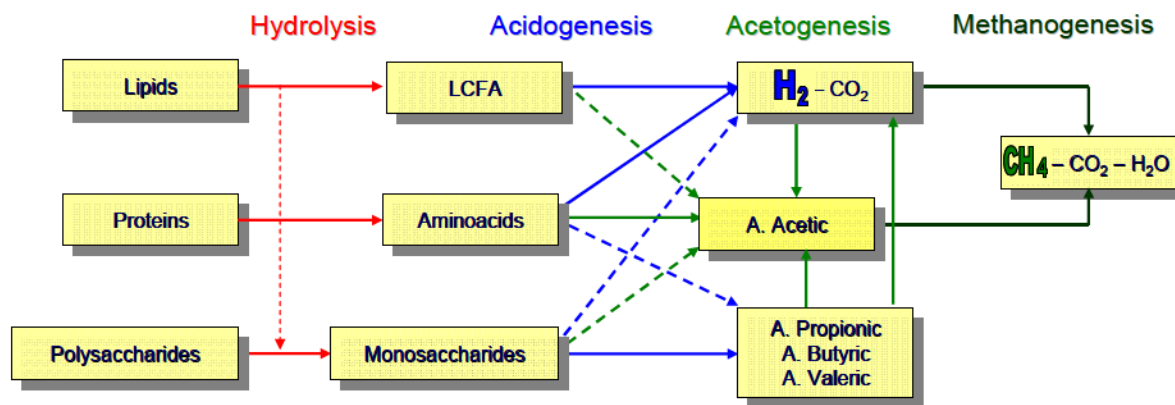 Hydrolysis Acidogenesis Acetogenesis Methanogenesis
Lipids LCFA H₂ – CO₂
CH₄ – CO₂ – H₂O
Proteins Aminoacids A. Acetic
Polysaccharides Monosaccharides
A. Propionic
A. Butyric
A. Valeric